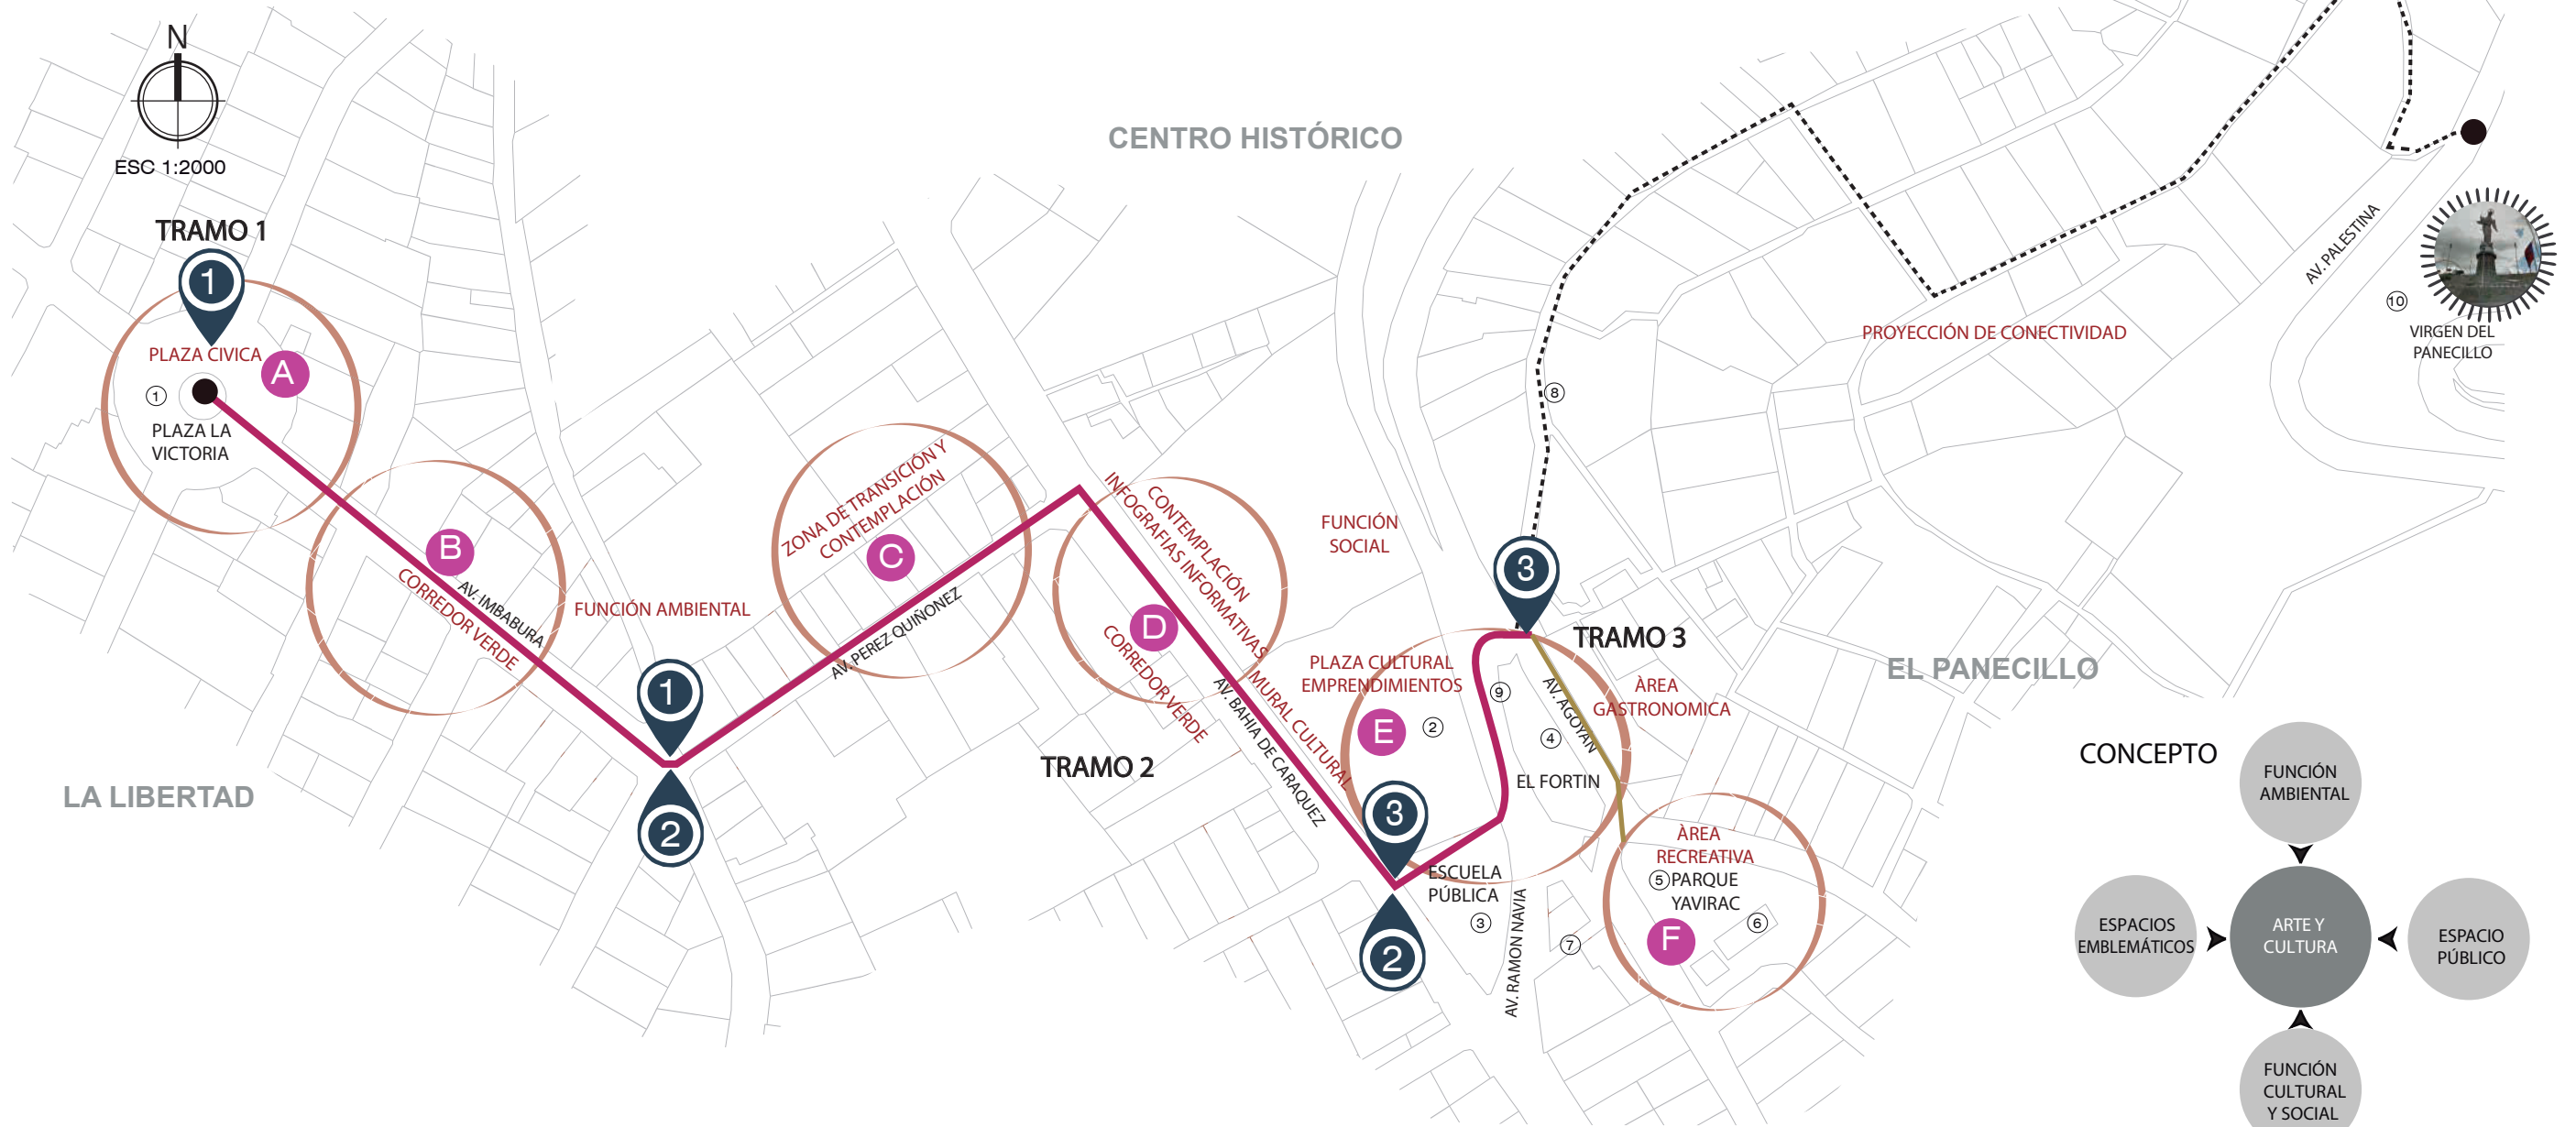 N
ESC 1:2000
CENTRO HISTÓRICO
TRAMO 1
1
PLAZA CIVICA
A
1
PLAZA LA
VICTORIA
B
AV. IMBABURA
CORREDOR VERDE
FUNCIÓN AMBIENTAL
LA LIBERTAD
1
2
ZONA DE TRANSICIÓN Y
CONTEMPLACIÓN
C
AV. PEREZ QUIÑONEZ
CONTEMPLACIÓN
INFOGRAFIAS INFORMATIVAS
D
CORREDOR VERDE
MURAL CULTURAL
AV. BAHIA DE CARAQUEZ
TRAMO 2
FUNCIÓN
SOCIAL
PLAZA CULTURAL
EMPRENDIMIENTOS
E
2
3
2
ESCUELA
PÚBLICA
3
AV. RAMON NAVIA
7
8
3
TRAMO 3
9
4
AV. AGOYAN
EL FORTIN
ÀREA
GASTRONOMICA
ÀREA
RECREATIVA
5
PARQUE
YAVIRAC
6
F
PROYECCIÓN DE CONECTIVIDAD
EL PANECILLO
AV. PALESTINA
10
VIRGEN DEL
PANECILLO
CONCEPTO
FUNCIÓN
AMBIENTAL
ESPACIOS
EMBLEMÁTICOS
ARTE Y
CULTURA
ESPACIO
PÚBLICO
FUNCIÓN
CULTURAL
Y SOCIAL